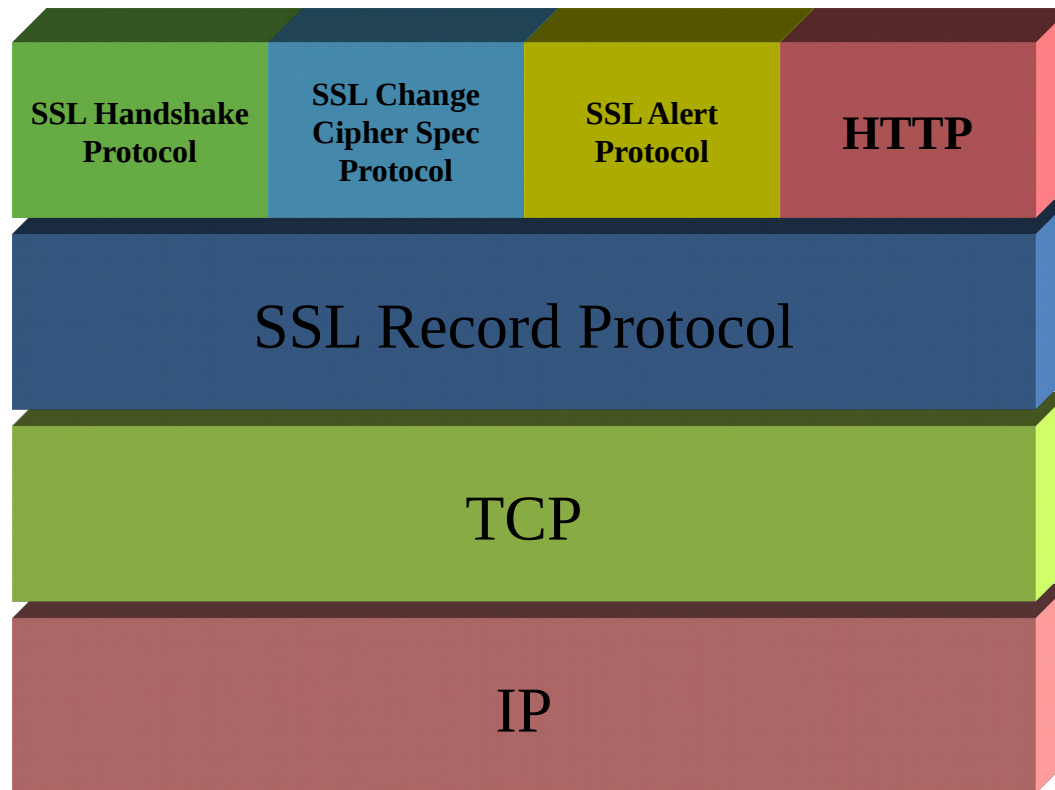 SSL Handshake
Protocol
SSL Change
Cipher Spec
Protocol
SSL Alert
Protocol
HTTP
SSL Record Protocol
TCP
IP